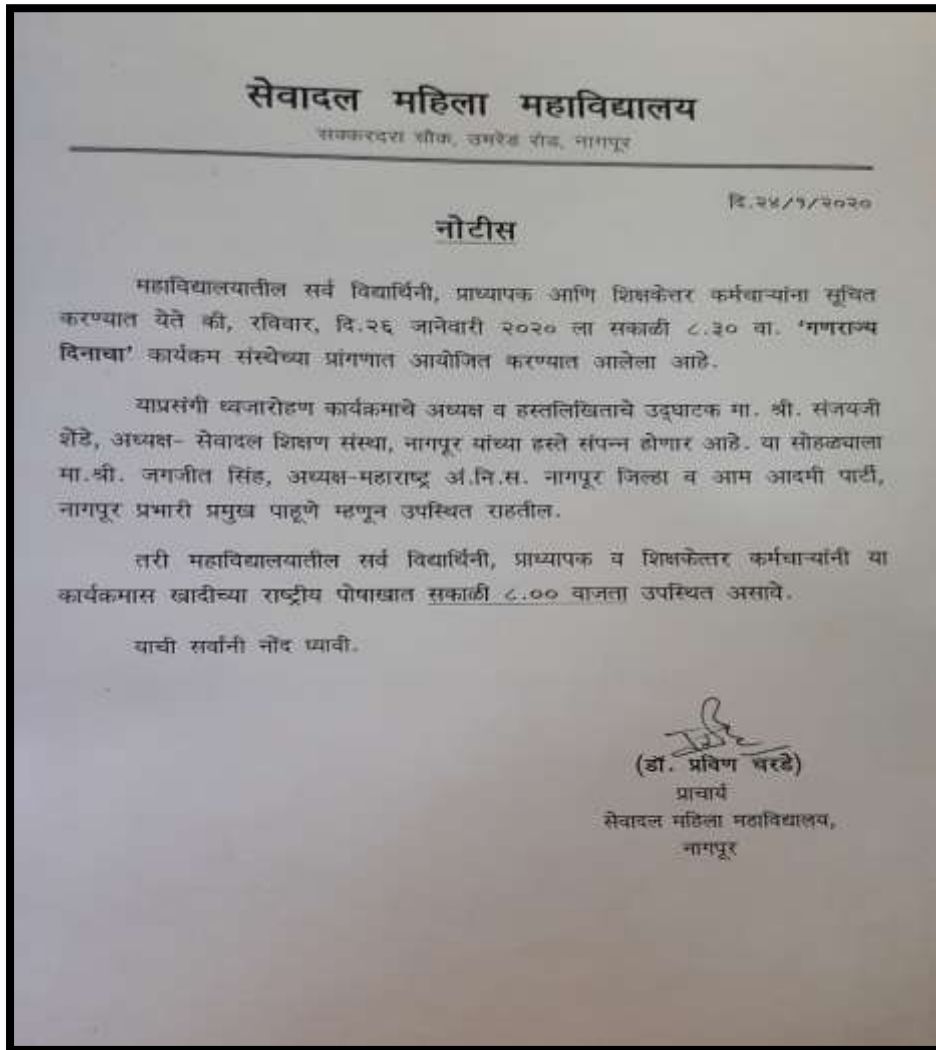 सेवादल महिला महाविद्यालय
सक्करदरा चौक, उमरेड रोड, नागपूर
दि.२४/१/२०२०
नोटीस
महाविद्यालयातील सर्व विद्यार्थिनी, प्राध्यापक आणि शिक्षकेत्तर कर्मचाऱ्यांना सूचित
करण्यात येते की, रविवार, दि.२६ जानेवारी २०२० ला सकाळी ८.३० वा. ‘गणराज्य
दिनाचा’ कार्यक्रम संस्थेच्या प्रांगणात आयोजित करण्यात आलेला आहे.
याप्रसंगी ध्वजारोहण कार्यक्रमाचे अध्यक्ष व हस्तलिखिताचे उद्‌घाटक मा. श्री. संजयजी
शेंडे, अध्यक्ष- सेवादल शिक्षण संस्था, नागपूर यांच्या हस्ते संपन्न होणार आहे. या सोहळ्याला
मा.श्री. जगजीत सिंह, अध्यक्ष-महाराष्ट्र अं.नि.स. नागपूर जिल्हा व आम आदमी पार्टी,
नागपूर प्रभारी प्रमुख पाहूणे म्हणून उपस्थित राहतील.
तरी महाविद्यालयातील सर्व विद्यार्थिनी, प्राध्यापक व शिक्षकेत्तर कर्मचाऱ्यांनी या
कार्यक्रमास खादीच्या राष्ट्रीय पोषाखात सकाळी ८.०० वाजता उपस्थित असावे.
याची सर्वांनी नोंद घ्यावी.
(डॉ. प्रविण चरडे)
प्राचार्य
सेवादल महिला महाविद्यालय,
नागपूर